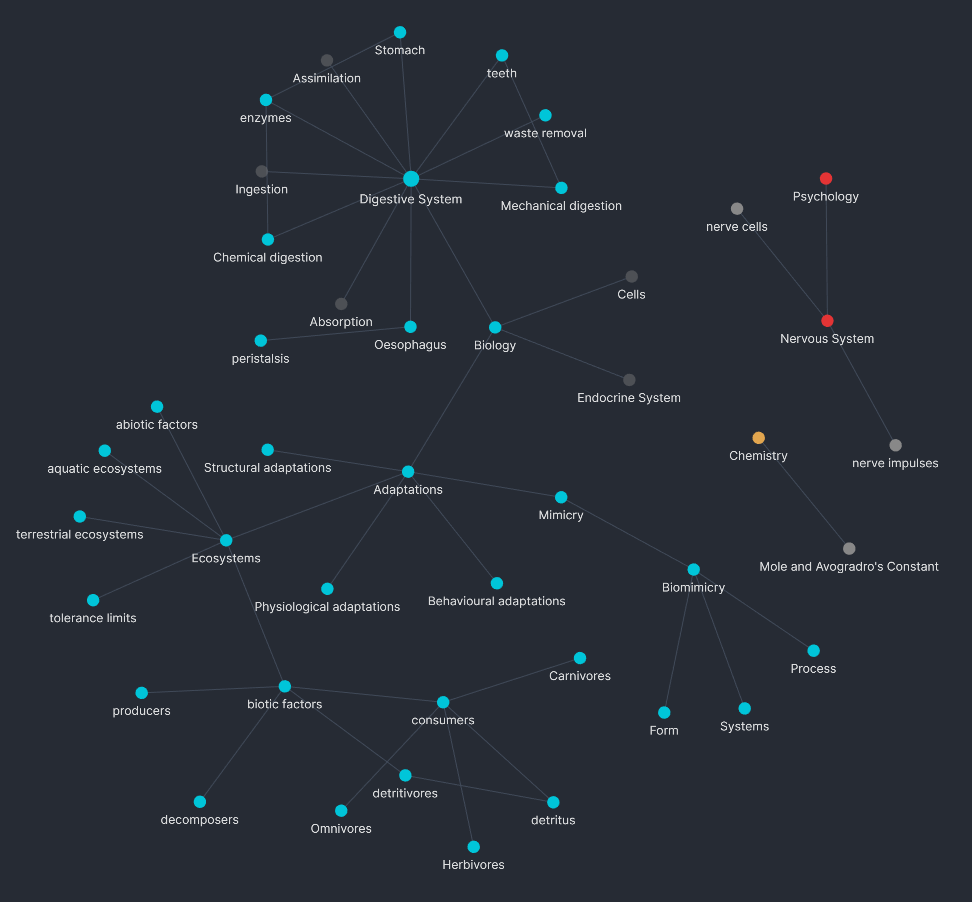 Stomach
teeth
Assimilation
enzymes
waste removal
Ingestion
Digestive System
Mechanical digestion
Psychology
nerve cells
Chemical digestion
Cells
Absorption
Oesophagus
Biology
Nervous System
peristalsis
Endocrine System
abiotic factors
Chemistry
nerve impulses
aquatic ecosystems
Structural adaptations
Adaptations
Mimicry
terrestrial ecosystems
Ecosystems
Mole and Avogradro's Constant
Biomimicry
Physiological adaptations
Behavioural adaptations
tolerance limits
Process
Carnivores
biotic factors
producers
consumers
Form
Systems
detritivores
decomposers
Omnivores
detritus
Herbivores